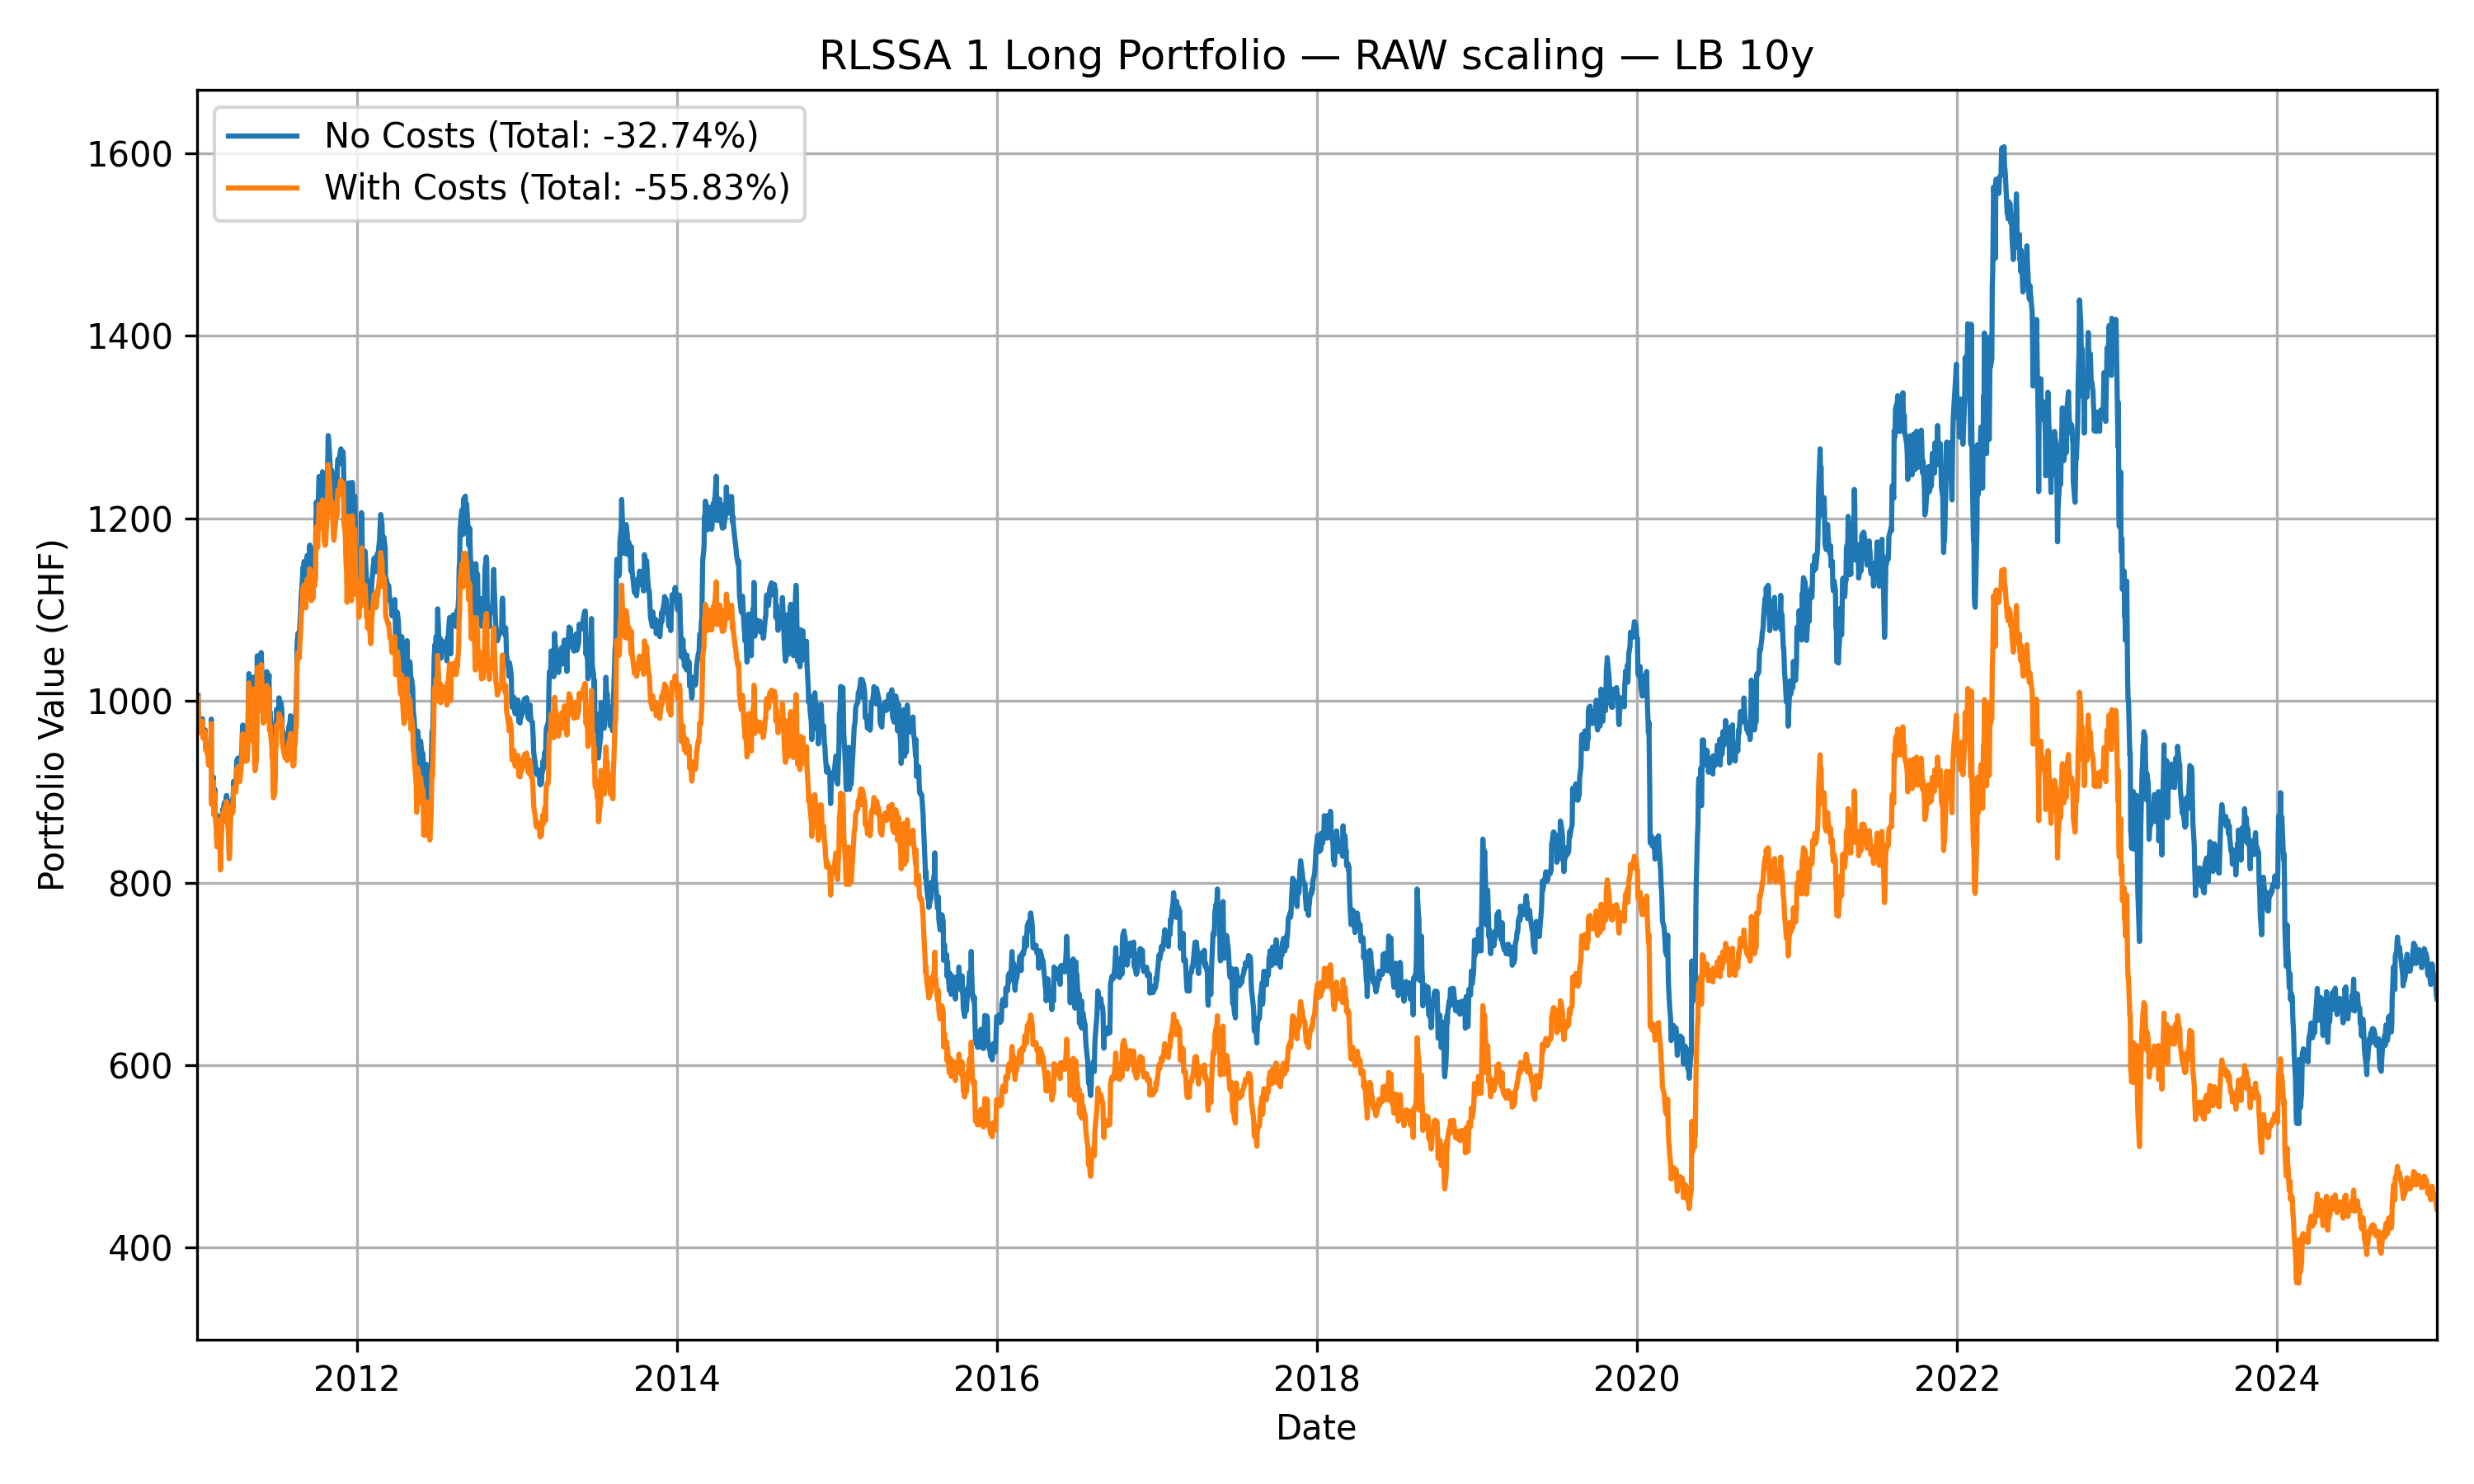 RLSSA 1 Long Portfolio — RAW scaling — LB 10y
No Costs (Total: -32.74%)
With Costs (Total: -55.83%)
Portfolio Value (CHF)
1600
1400
1200
1000
800
600
400
2012
2014
2016
2018
2020
2022
2024
Date